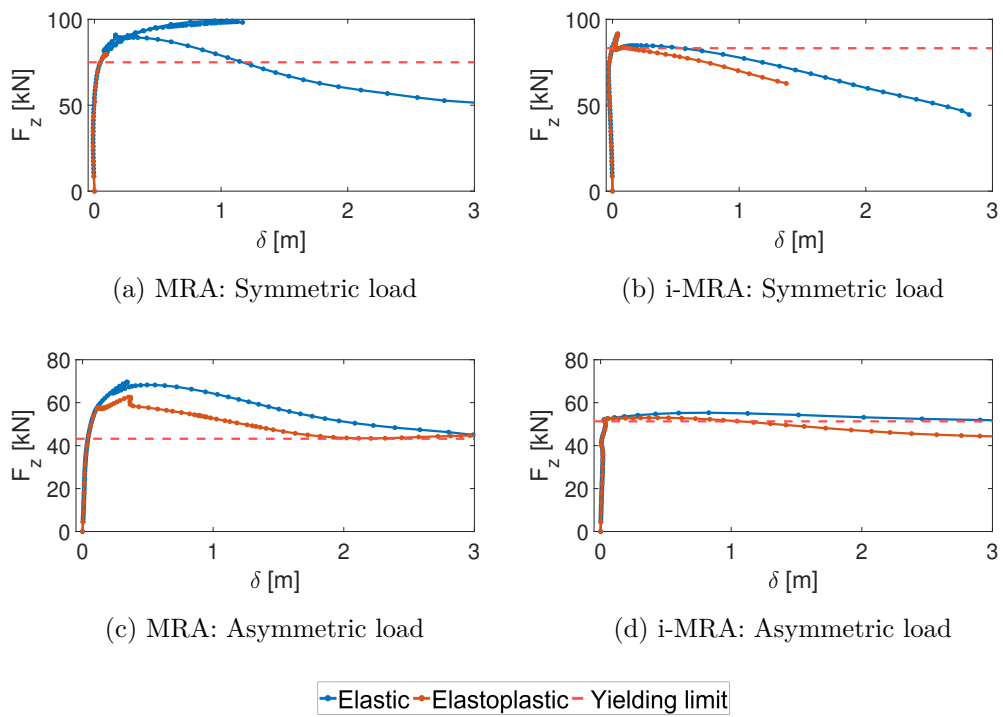 100
50
0
F_z [kN]
0 1 2 3
δ [m]
(a) MRA: Symmetric load
100
50
0
F_z [kN]
0 1 2 3
δ [m]
(b) i-MRA: Symmetric load
80
60
40
20
0
F_z [kN]
0 1 2 3
δ [m]
(c) MRA: Asymmetric load
80
60
40
20
0
F_z [kN]
0 1 2 3
δ [m]
(d) i-MRA: Asymmetric load
Elastic Elastoplastic Yielding limit